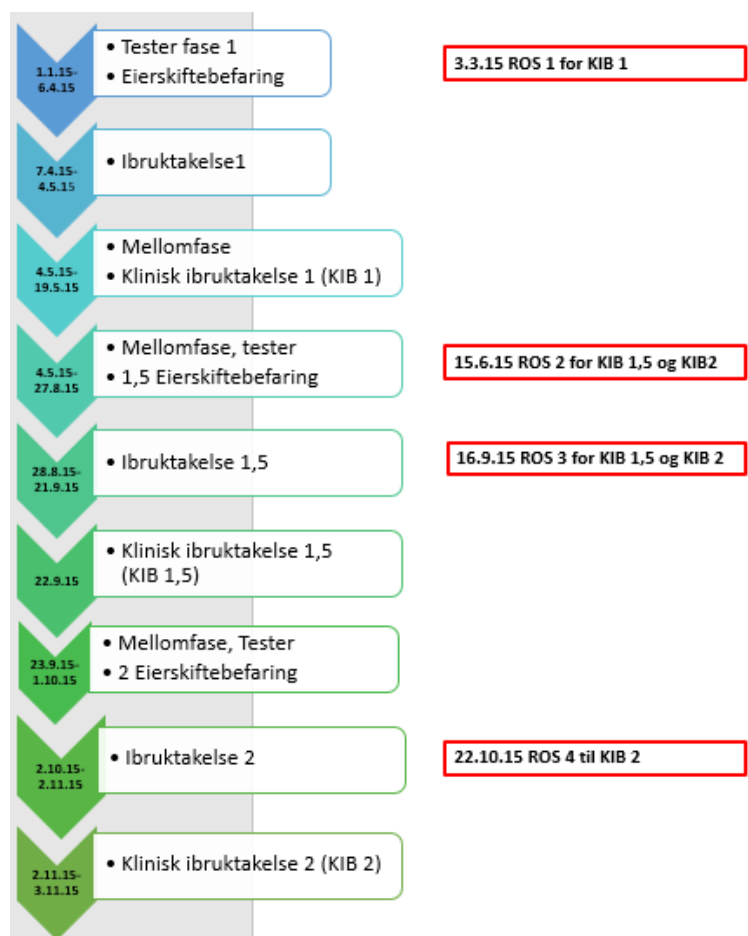 1.1.15-
6.4.15
• Tester fase 1
• Eierskiftebefaring
3.3.15 ROS 1 for KIB 1
7.4.15-
4.5.15
• Ibruktakelse1
4.5.15-
19.5.15
• Mellomfase
• Klinisk ibruktakelse 1 (KIB 1)
4.5.15-
27.8.15
• Mellomfase, tester
• 1,5 Eierskiftebefaring
15.6.15 ROS 2 for KIB 1,5 og KIB2
28.8.15-
21.9.15
• Ibruktakelse 1,5
16.9.15 ROS 3 for KIB 1,5 og KIB 2
22.9.15
• Klinisk ibruktakelse 1,5
(KIB 1,5)
23.9.15-
1.10.15
• Mellomfase, Tester
• 2 Eierskiftebefaring
2.10.15-
2.11.15
• Ibruktakelse 2
22.10.15 ROS 4 til KIB 2
2.11.15-
3.11.15
• Klinisk ibruktakelse 2 (KIB 2)